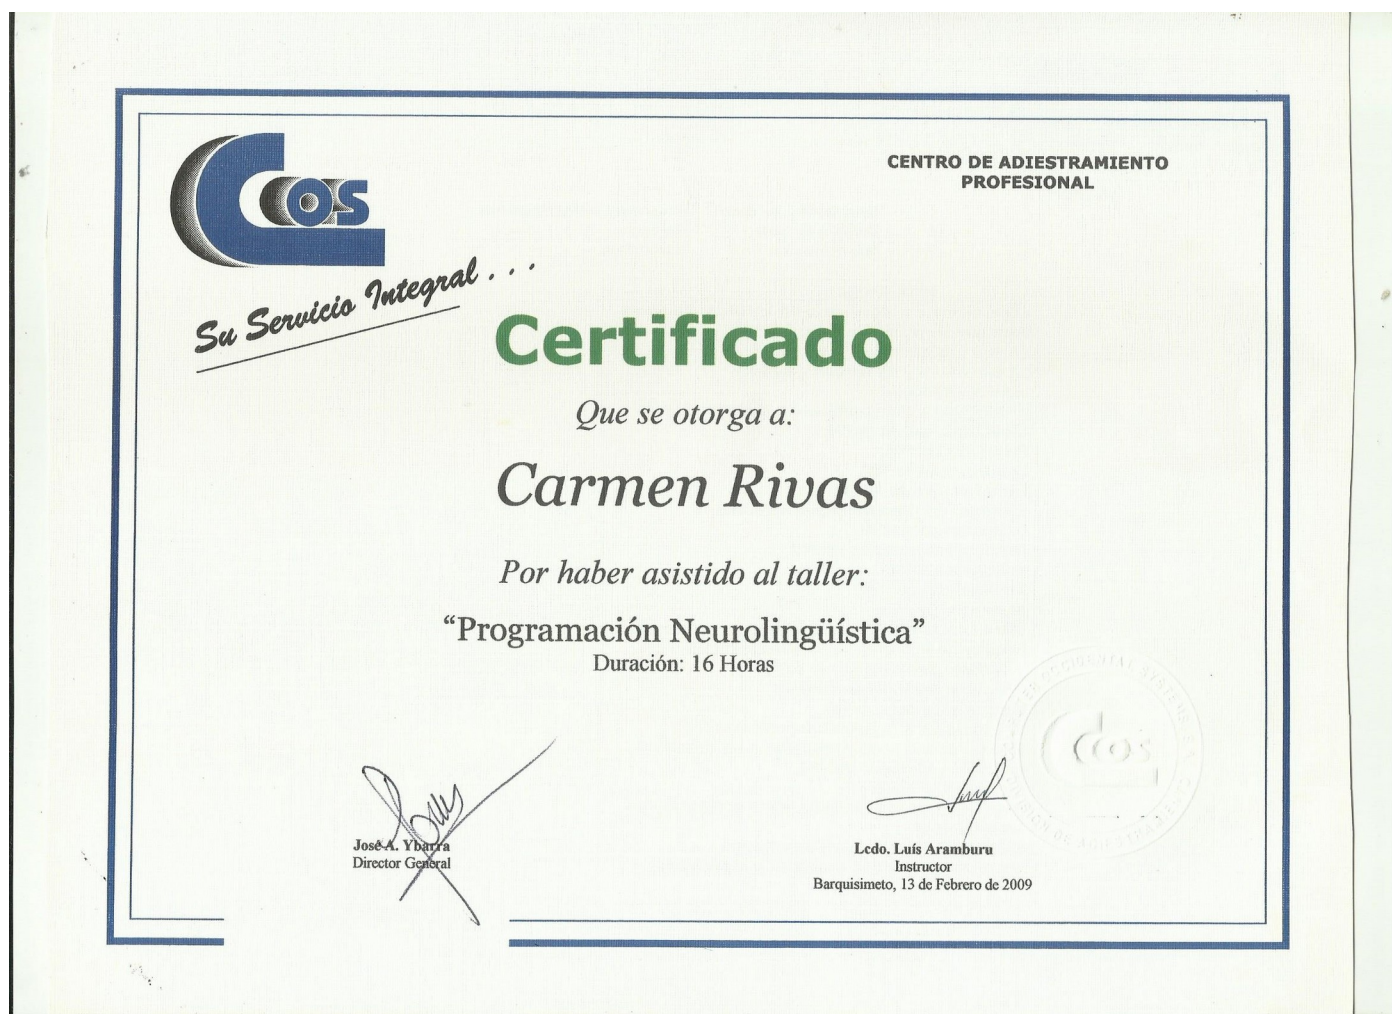 Cos
CENTRO DE ADIESTRAMIENTO
PROFESIONAL
Su Servicio Integral . . .
Certificado
Que se otorga a:
Carmen Rivas
Por haber asistido al taller:
“Programación Neurolingüística”
Duración: 16 Horas
José A. Ybarra
Director General
Lcdo. Luís Aramburu
Instructor
Barquisimeto, 13 de Febrero de 2009